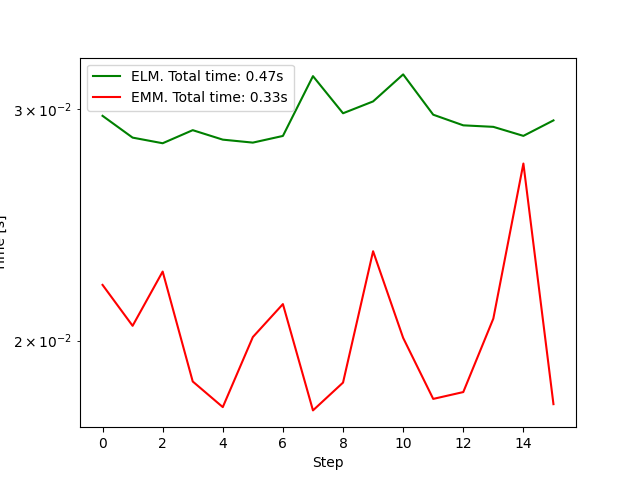 ELM. Total time: 0.47s
EMM. Total time: 0.33s
3 × 10⁻²
2 × 10⁻²
Time [s]
0 2 4 6 8 10 12 14
Step